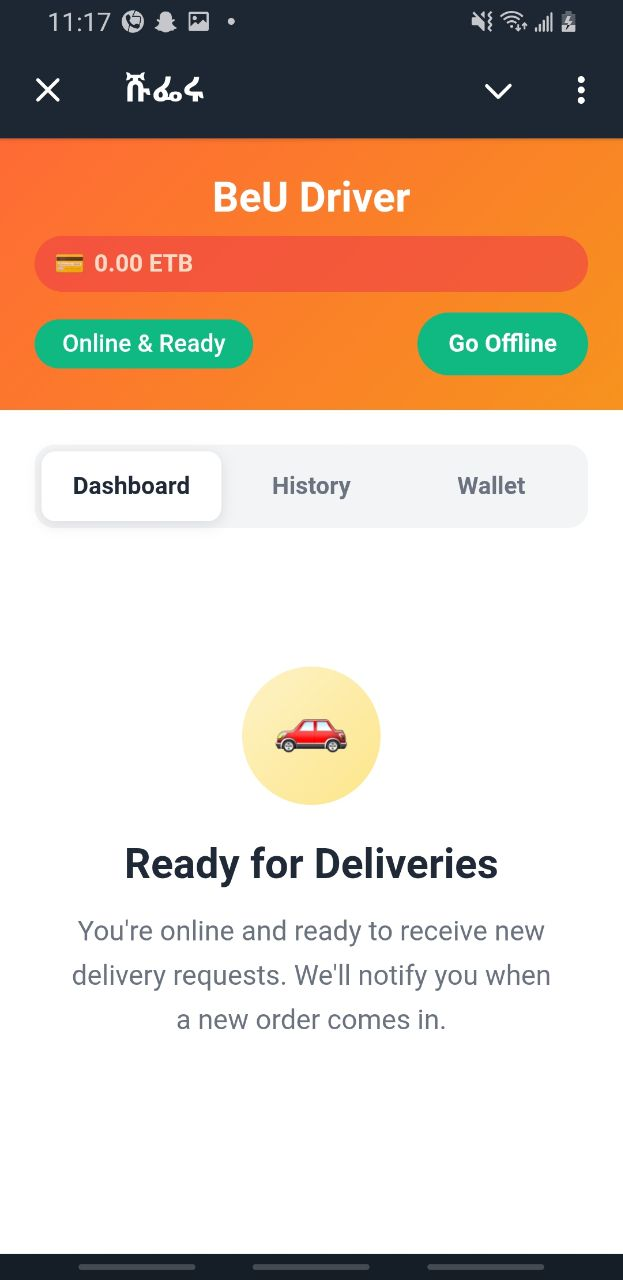 11:17
ሹፌሩ
BeU Driver
0.00 ETB
Online & Ready
Go Offline
Dashboard
History
Wallet
Ready for Deliveries
You're online and ready to receive new
delivery requests. We'll notify you when
a new order comes in.